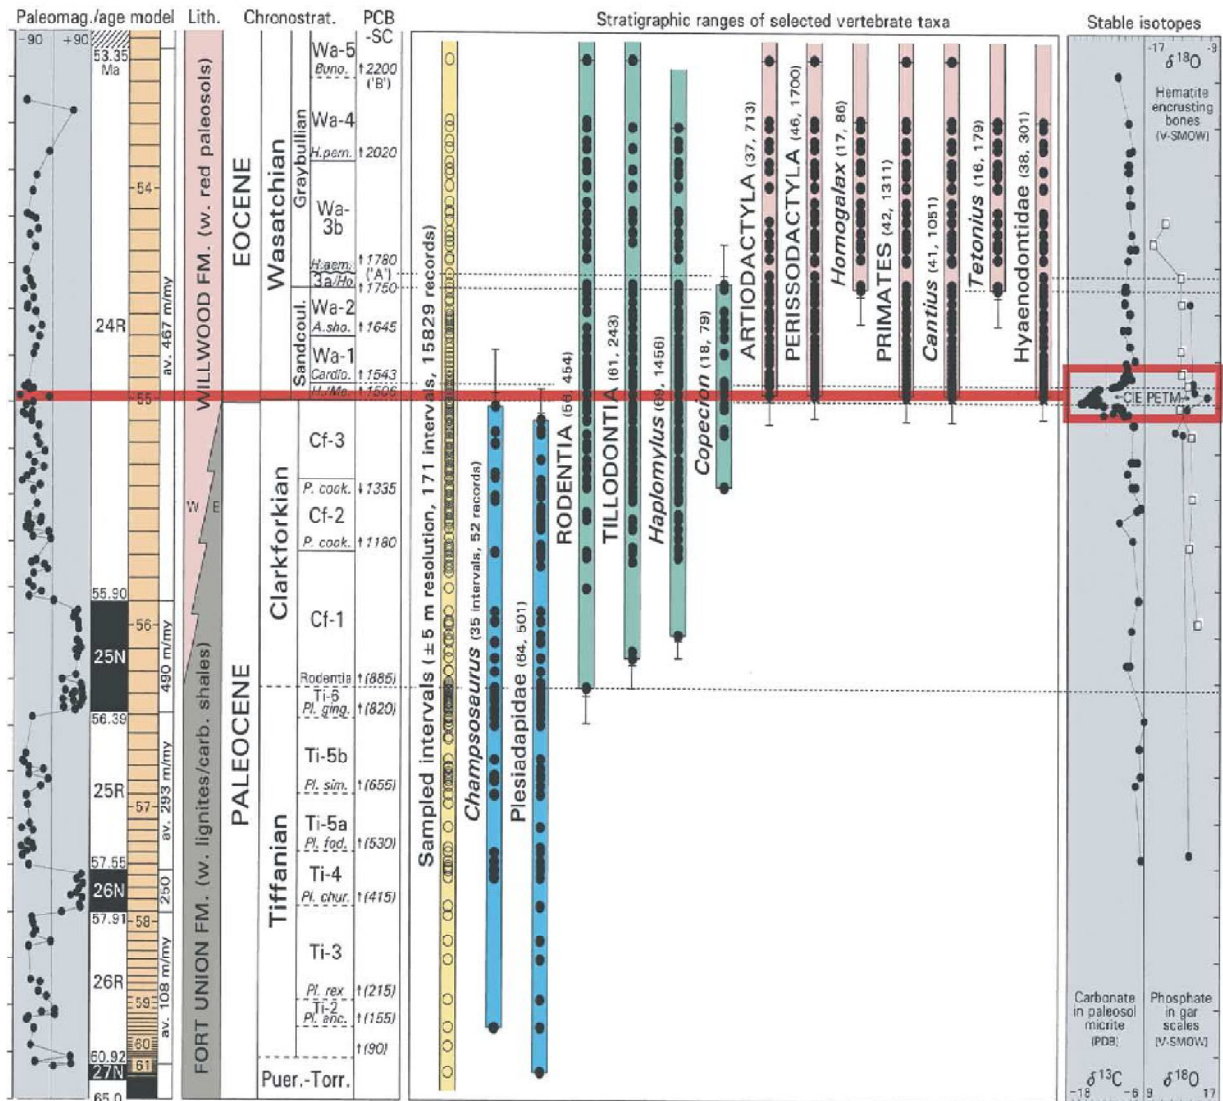 Paleomag./age model
Lith.
Chronostrat.
PCB
-SC
Stratigraphic ranges of selected vertebrate taxa
Stable isotopes
-90
+90
53.35
Ma
54
24R
55
55.90
56
25N
56.39
25R
57
57.55
26N
57.91
58
26R
59
60
60.92
61
27N
65.0
av. 467 m/my
490 m/my
av. 293 m/my
250
av. 108 m/my
WILLWOOD FM. (w. red paleosols)
W
E
FORT UNION FM. (w. lignites/carb. shales)
EOCENE
PALEOCENE
Wasatchian
Clarkforkian
Tiffanian
Graybullian
Sandcoul.
Wa-5
Buno.
↑2200
('B')
Wa-4
H.pern.
↑2020
Wa-
3b
H.aem.
↑1780
('A')
3a/Ho
↑1750
Wa-2
A.sho.
↑1645
Wa-1
Cardio.
↑1543
Cf-3
P. cook.
↓1335
Cf-2
P. cook.
↑1180
Cf-1
Rodentia
↑(885)
Ti-6
Pl. ging.
↑(820)
Ti-5b
Pl. sim.
↑(655)
Ti-5a
Pl. fod.
↑(530)
Ti-4
Pl. chur.
↑(415)
Ti-3
Pl. rex
↑(215)
Ti-2
Pl. anc.
↑(155)
↑(90)
Puer.-Torr.
Sampled intervals (± 5 m resolution, 171 intervals, 15829 records)
Champsosaurus (35 intervals, 52 records)
Plesiadapidae (64, 501)
RODENTIA (56, 454)
TILLODONTIA (61, 243)
Haplomylus (69, 1456)
Copecion (18, 79)
ARTIODACTYLA (37, 713)
PERISSODACTYLA (46, 1700)
Homogalax (17, 86)
PRIMATES (42, 1311)
Cantius (41, 1051)
Tetonius (16, 179)
Hyaenodontidae (38, 301)
-17
-9
δ18O
Hematite
encrusting
bones
(V-SMOW)
CIE
PETM
Carbonate
in paleosol
micrite
(PDB)
δ13C
-18
-6
Phosphate
in gar
scales
(V-SMOW)
δ18O
17